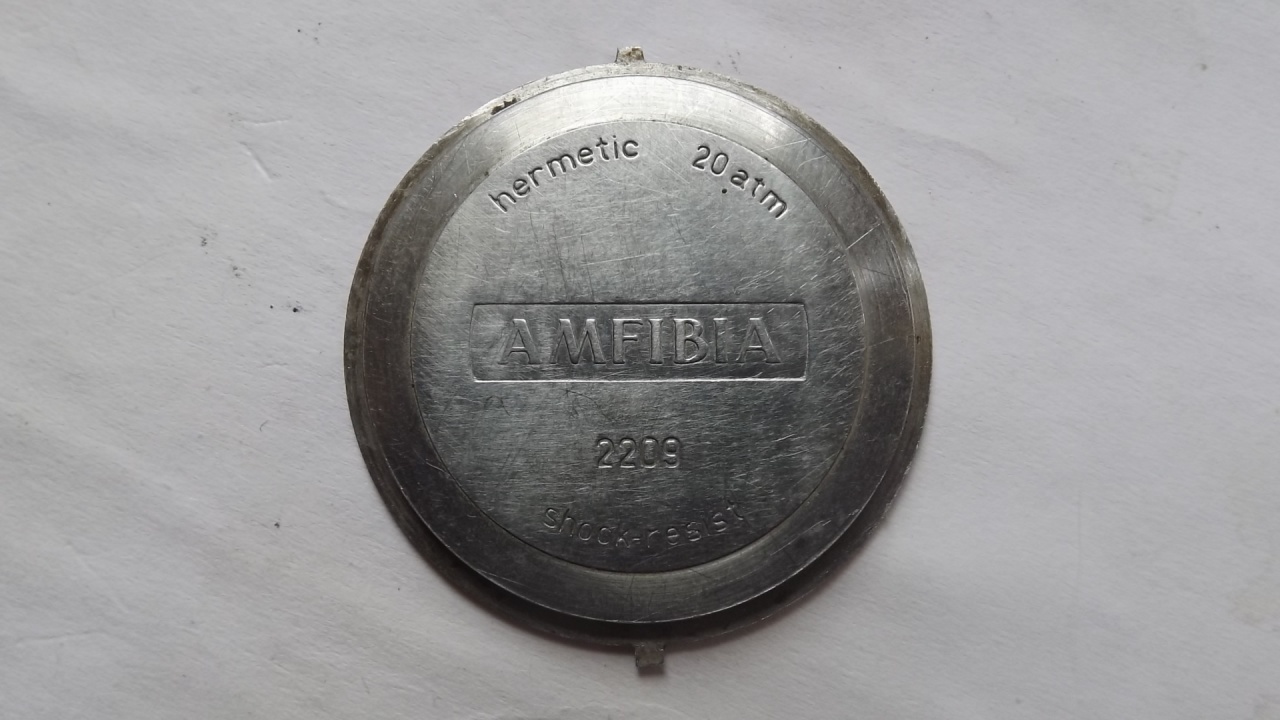 hermetic 20 atm
AMFIBIA
2209
shock-resist